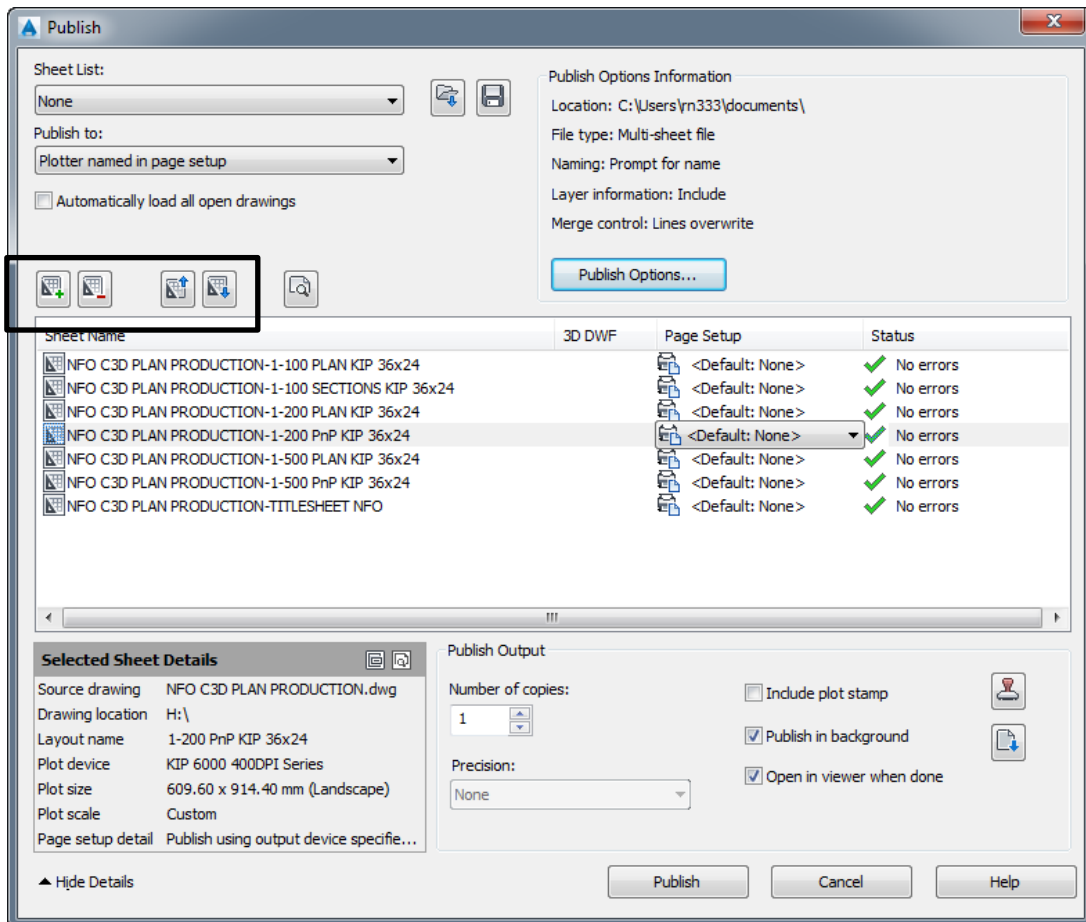 Publish
Sheet List:
None
Publish to:
Plotter named in page setup
Automatically load all open drawings
Publish Options Information
Location: C:\Users\rn333\documents\
File type: Multi-sheet file
Naming: Prompt for name
Layer information: Include
Merge control: Lines overwrite
Publish Options...
Sheet Name 3D DWF Page Setup Status
NFO C3D PLAN PRODUCTION-1-100 PLAN KIP 36x24 <Default: None> No errors
NFO C3D PLAN PRODUCTION-1-100 SECTIONS KIP 36x24 <Default: None> No errors
NFO C3D PLAN PRODUCTION-1-200 PLAN KIP 36x24 <Default: None> No errors
NFO C3D PLAN PRODUCTION-1-200 PnP KIP 36x24 <Default: None> No errors
NFO C3D PLAN PRODUCTION-1-500 PLAN KIP 36x24 <Default: None> No errors
NFO C3D PLAN PRODUCTION-1-500 PnP KIP 36x24 <Default: None> No errors
NFO C3D PLAN PRODUCTION-TITLESHEET NFO <Default: None> No errors
Selected Sheet Details
Source drawing NFO C3D PLAN PRODUCTION.dwg
Drawing location H:\
Layout name 1-200 PnP KIP 36x24
Plot device KIP 6000 400DPI Series
Plot size 609.60 x 914.40 mm (Landscape)
Plot scale Custom
Page setup detail Publish using output device specifie...
Publish Output
Number of copies:
1
Precision:
None
Include plot stamp
Publish in background
Open in viewer when done
Hide Details
Publish
Cancel
Help